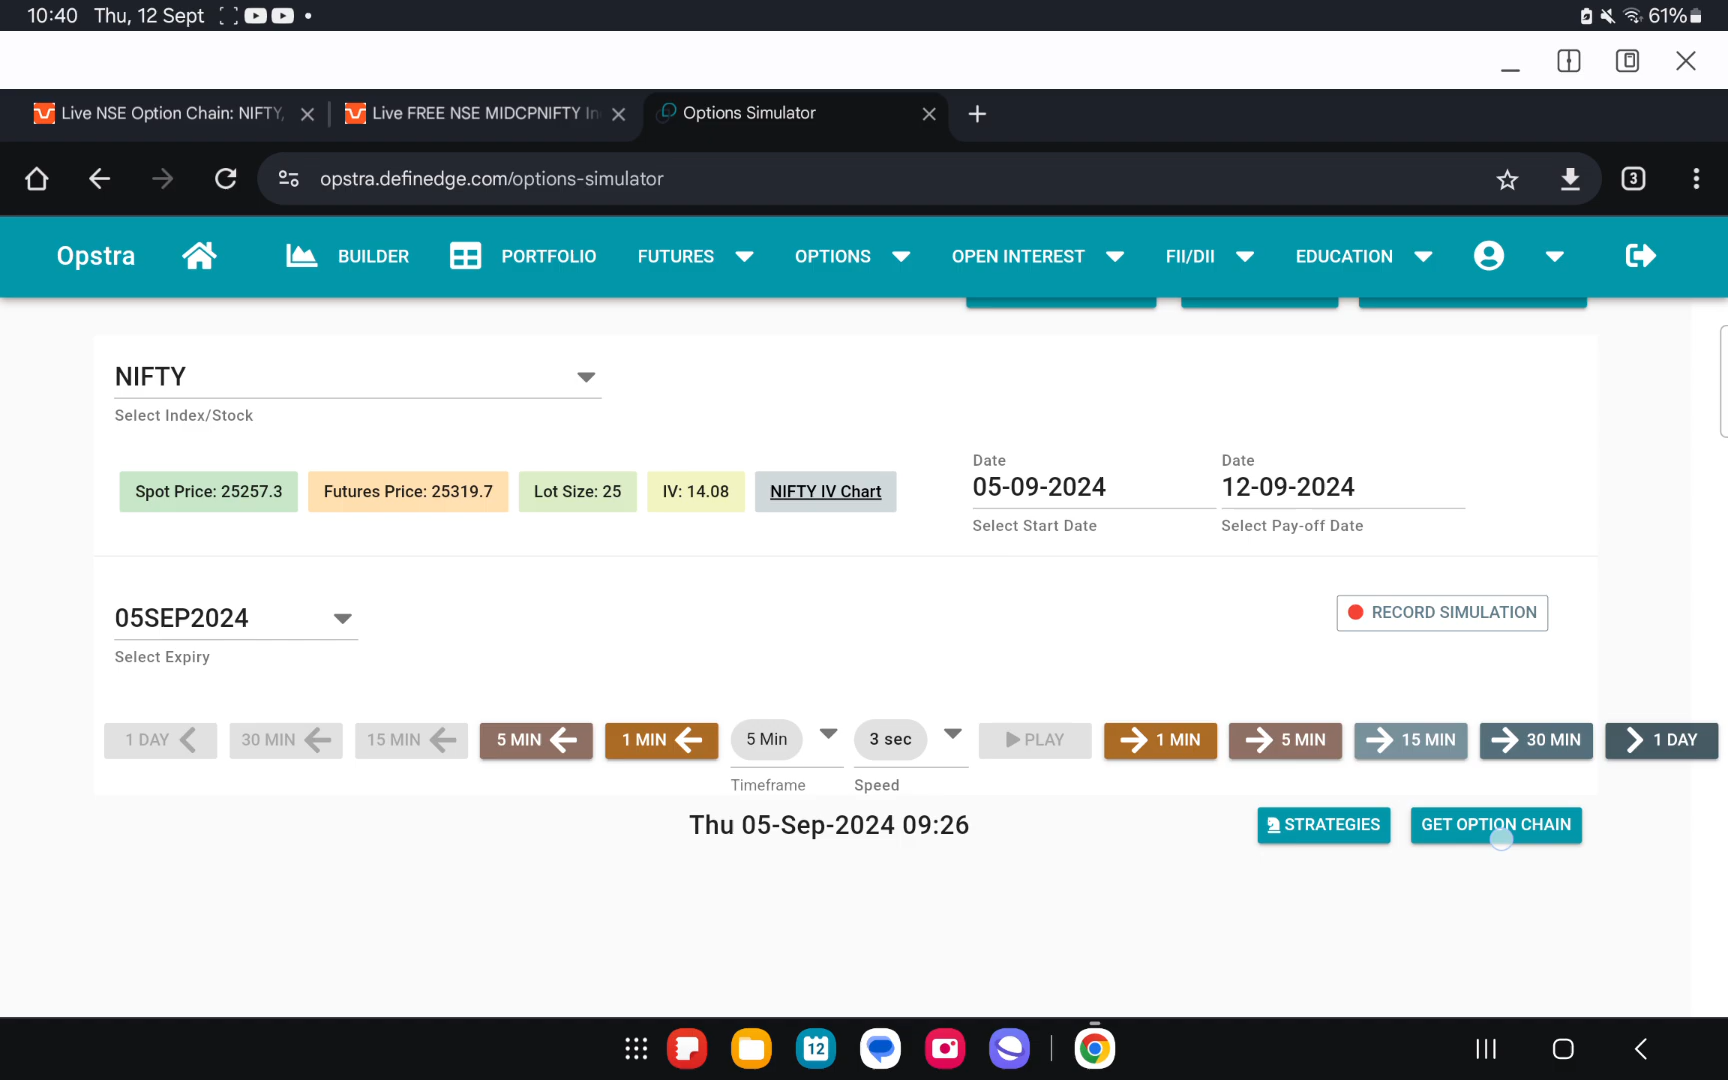 10:40 Thu, 12 Sept 61%
Live NSE Option Chain: NIFTY, Live FREE NSE MIDCPNIFTY In Options Simulator
opstra.definedge.com/options-simulator 3
Opstra BUILDER PORTFOLIO FUTURES OPTIONS OPEN INTEREST FII/DII EDUCATION
NIFTY
Select Index/Stock
Date Date
Spot Price: 25257.3 Futures Price: 25319.7 Lot Size: 25 IV: 14.08 NIFTY IV Chart 05-09-2024 12-09-2024
Select Start Date Select Pay-off Date
05SEP2024 RECORD SIMULATION
Select Expiry
1 DAY 30 MIN 15 MIN 5 MIN 1 MIN 5 Min 3 sec PLAY 1 MIN 5 MIN 15 MIN 30 MIN 1 DAY
Timeframe Speed
Thu 05-Sep-2024 09:26 STRATEGIES GET OPTION CHAIN
12